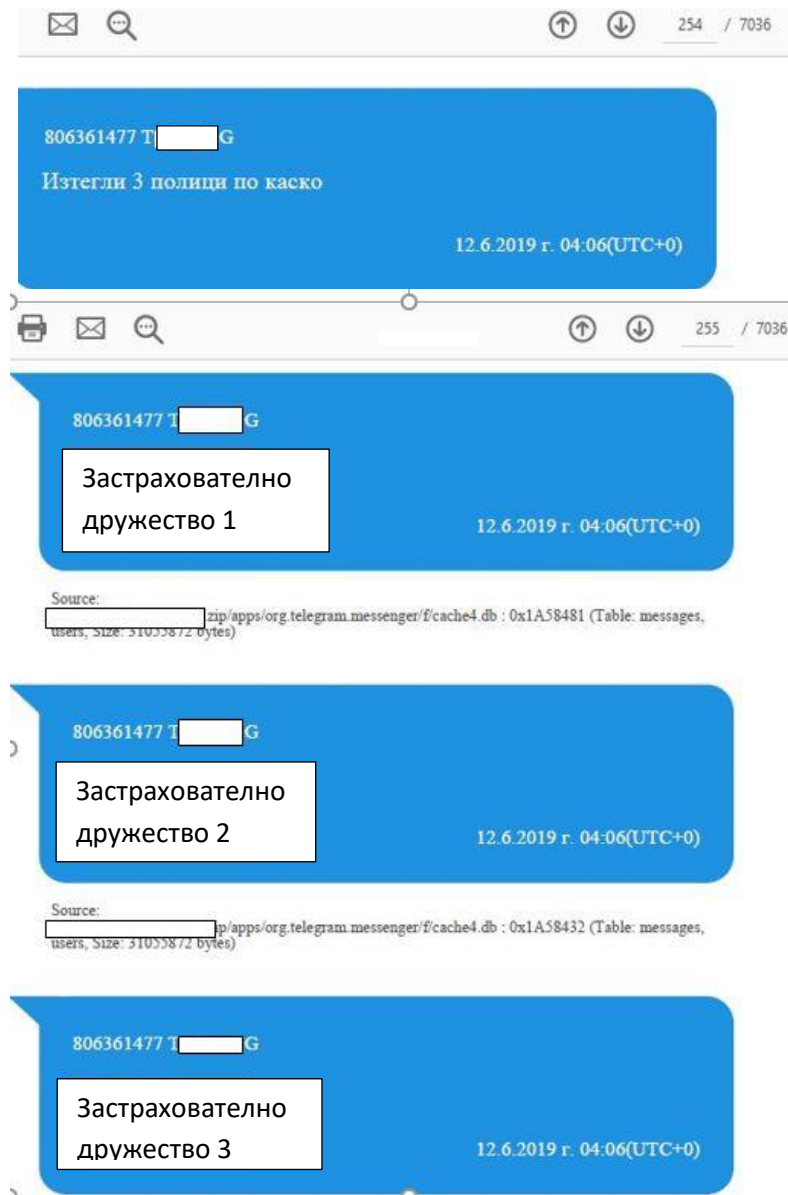 254 / 7036
806361477 T G
Изтегли 3 полици по каско
12.6.2019 г. 04:06(UTC+0)
255 / 7036
806361477 T G
Застрахователно
дружество 1
12.6.2019 г. 04:06(UTC+0)
Source:
zip/apps/org.telegram.messenger/f/cache4.db : 0x1A58481 (Table: messages,
users, Size: 31055872 bytes)
806361477 T G
Застрахователно
дружество 2
12.6.2019 г. 04:06(UTC+0)
Source:
ip/apps/org.telegram.messenger/f/cache4.db : 0x1A58432 (Table: messages,
users, Size: 31055872 bytes)
806361477 T G
Застрахователно
дружество 3
12.6.2019 г. 04:06(UTC+0)